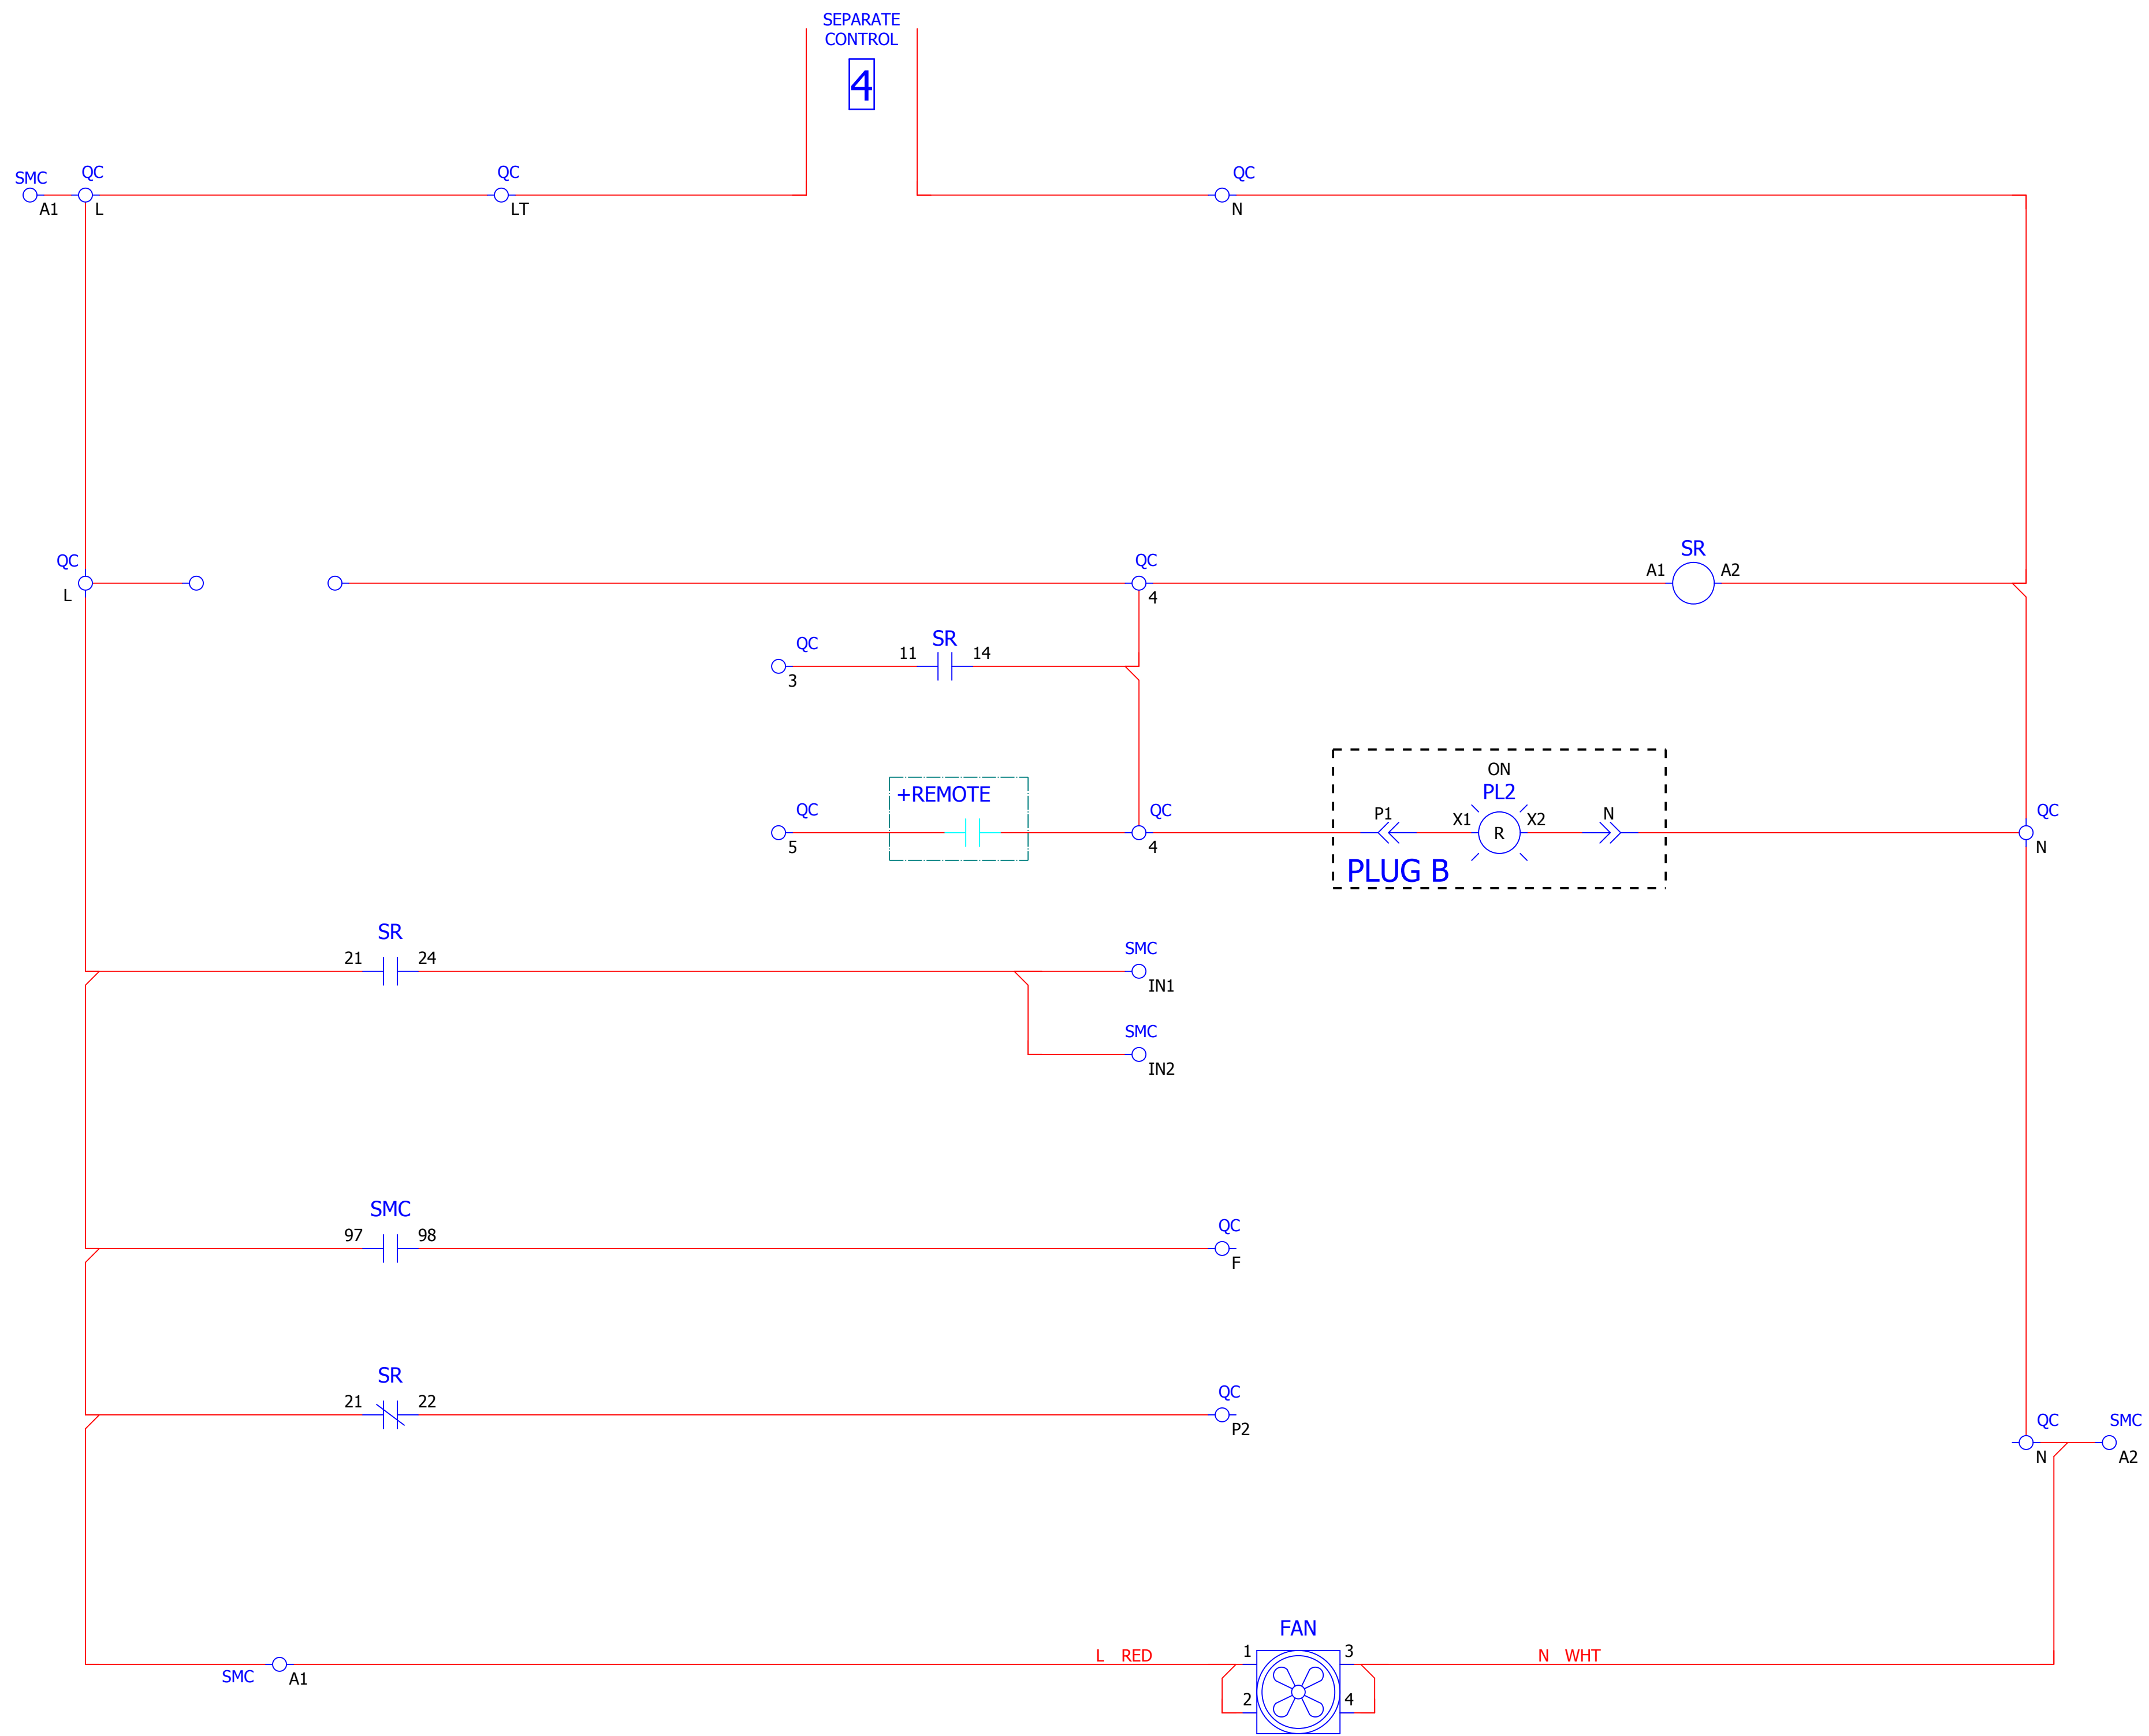 SEPARATE
CONTROL
4
SMC
A1
QC
L
QC
LT
QC
N
QC
L
QC
4
A1
SR
A2
QC
3
11
SR
14
QC
5
+REMOTE
QC
4
ON
PL2
P1
X1
R
X2
N
PLUG B
QC
N
SR
21
24
SMC
IN1
SMC
IN2
SMC
97
98
QC
F
SR
21
22
QC
P2
QC
N
SMC
A2
SMC
A1
L RED
FAN
1
3
2
4
N WHT